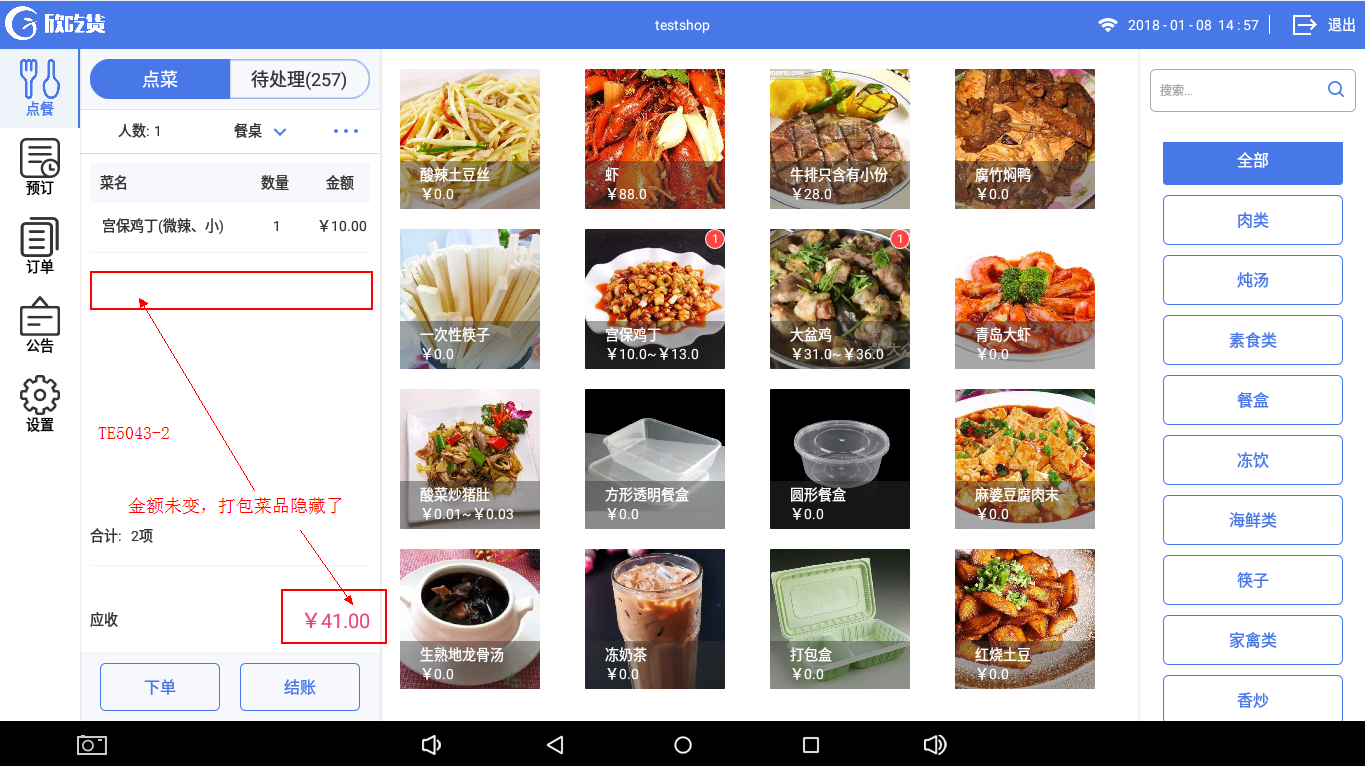 欣吃货
testshop
2018-01-08 14:57
退出
点餐
预订
订单
公告
设置
点菜
待处理(257)
人数: 1
餐桌
菜名 数量 金额
宫保鸡丁(微辣、小) 1 ￥10.00
TE5043-2
金额未变，打包菜品隐藏了
合计: 2项
应收 ￥41.00
下单
结账
酸辣土豆丝
￥0.0
虾
￥88.0
牛排只含有小份
￥28.0
腐竹焖鸭
￥0.0
一次性筷子
￥0.0
1
宫保鸡丁
￥10.0~￥13.0
1
大盆鸡
￥31.0~￥36.0
青岛大虾
￥0.0
酸菜炒猪肚
￥0.01~￥0.03
方形透明餐盒
￥0.0
圆形餐盒
￥0.0
麻婆豆腐肉末
￥0.0
生熟地龙骨汤
￥0.0
冻奶茶
￥0.0
打包盒
￥0.0
红烧土豆
￥0.0
搜索...
全部
肉类
炖汤
素食类
餐盒
冻饮
海鲜类
筷子
家禽类
香炒